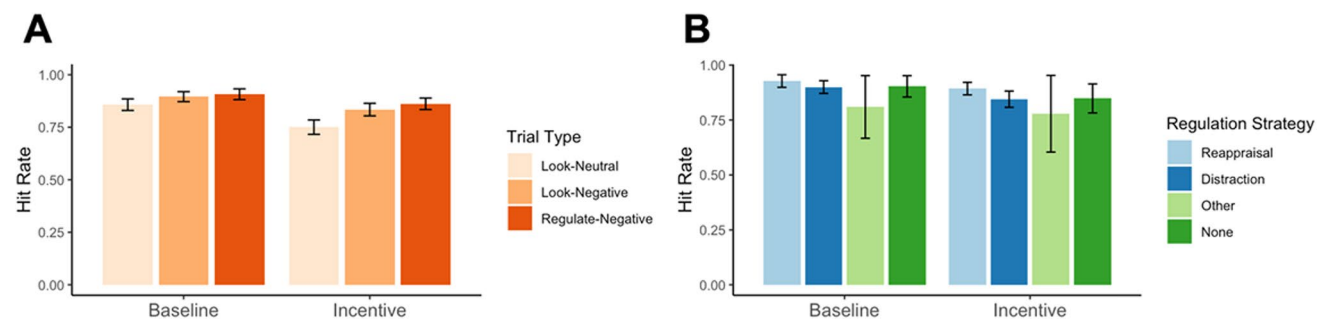 A
Hit Rate
1.00
0.75
0.50
0.25
0.00
Baseline
Incentive
Trial Type
Look-Neutral
Look-Negative
Regulate-Negative
B
Hit Rate
1.00
0.75
0.50
0.25
0.00
Baseline
Incentive
Regulation Strategy
Reappraisal
Distraction
Other
None